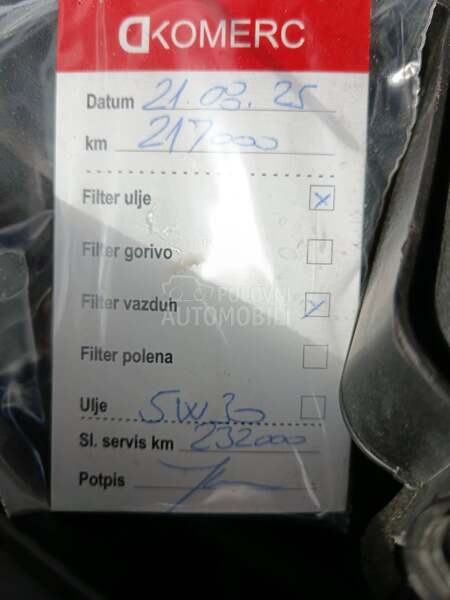 DKOMERC
Datum 21.08.25
km 217000
Filter ulje x
Filter gorivo
POLOVNI
Filter vazduh x
AUTOMOBILI
Filter polena
Ulje 5W30
Sl. servis km 232000
Potpis